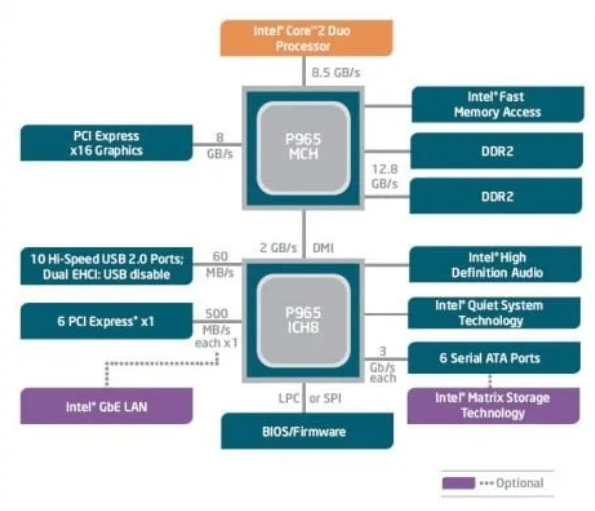 Intel® Core™2 Duo
Processor
8.5 GB/s
Intel® Fast
Memory Access
PCI Express
x16 Graphics
8
GB/s
P965
MCH
DDR2
12.8
GB/s
DDR2
2 GB/s DMI
10 Hi-Speed USB 2.0 Ports;
Dual EHCI: USB disable
60
MB/s
Intel® High
Definition Audio
6 PCI Express® x1
500
MB/s
each x1
P965
ICH8
Intel® Quiet System
Technology
3
Gb/s
each
6 Serial ATA Ports
Intel® GbE LAN
LPC or SPI
Intel® Matrix Storage
Technology
BIOS/Firmware
Optional